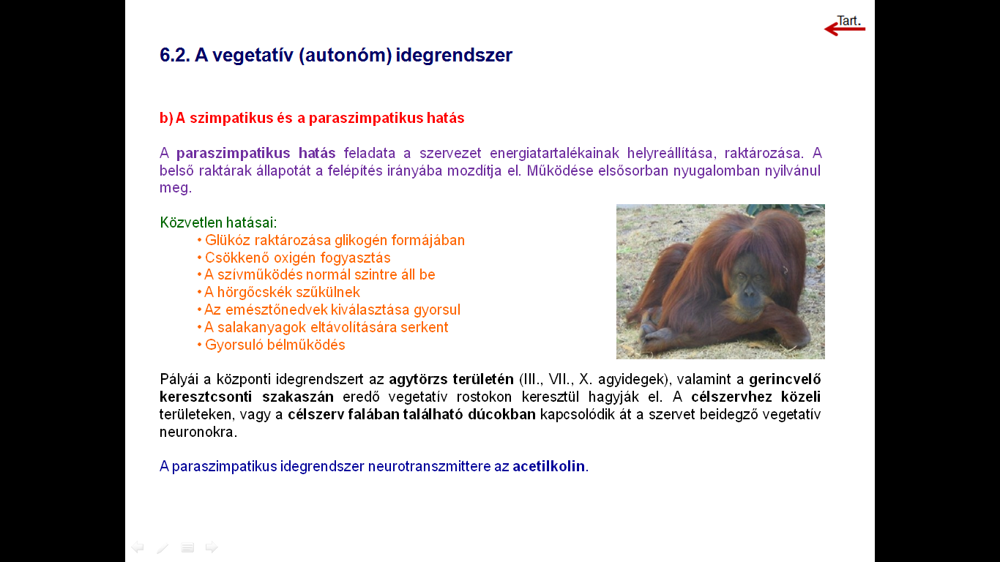 Tart.
6.2. A vegetatív (autonóm) idegrendszer
b) A szimpatikus és a paraszimpatikus hatás
A paraszimpatikus hatás feladata a szervezet energiatartalékainak helyreállítása, raktározása. A
belső raktárak állapotát a felépítés irányába mozdítja el. Működése elsősorban nyugalomban nyilvánul
meg.
Közvetlen hatásai:
• Glükóz raktározása glikogén formájában
• Csökkenő oxigén fogyasztás
• A szívműködés normál szintre áll be
• A hörgőcskék szűkülnek
• Az emésztőnedvek kiválasztása gyorsul
• A salakanyagok eltávolítására serkent
• Gyorsuló bélműködés
Pályái a központi idegrendszert az agytörzs területén (III., VII., X. agyidegek), valamint a gerincvelő
keresztcsonti szakaszán eredő vegetatív rostokon keresztül hagyják el. A célszervhez közeli
területeken, vagy a célszerv falában található dúcokban kapcsolódik át a szervet beidegző vegetatív
neuronokra.
A paraszimpatikus idegrendszer neurotranszmittere az acetilkolin.